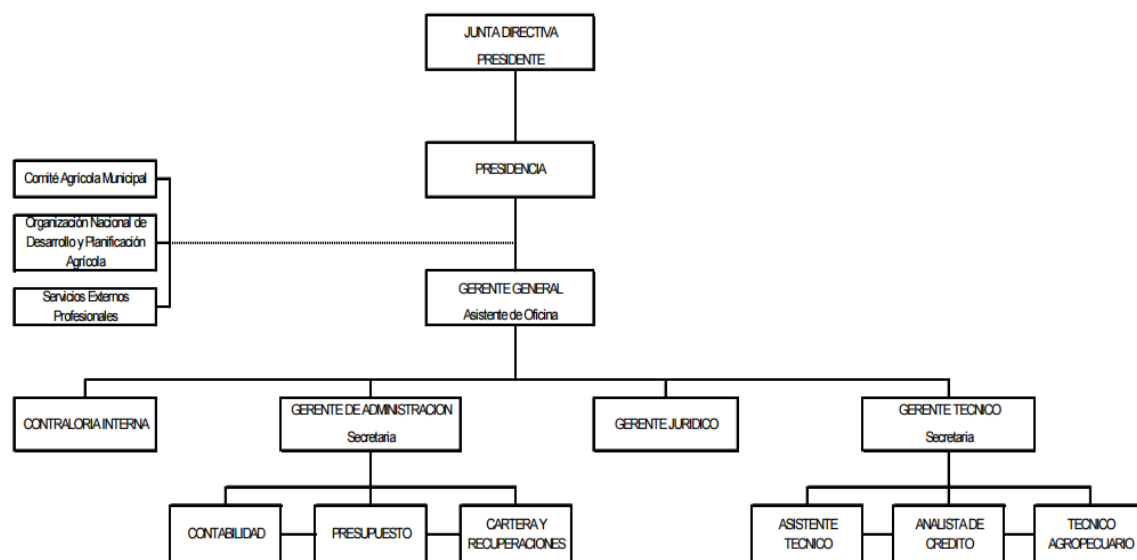 JUNTA DIRECTIVA
PRESIDENTE
PRESIDENCIA
Comité Agrícola Municipal
Organización Nacional de
Desarrollo y Planificación
Agrícola
Servicios Externos
Profesionales
GERENTE GENERAL
Asistente de Oficina
CONTRALORIA INTERNA
GERENTE DE ADMINISTRACION
Secretaria
GERENTE JURIDICO
GERENTE TECNICO
Secretaria
CONTABILIDAD
PRESUPUESTO
CARTERA Y
RECUPERACIONES
ASISTENTE
TECNICO
ANALISTA DE
CREDITO
TECNICO
AGROPECUARIO